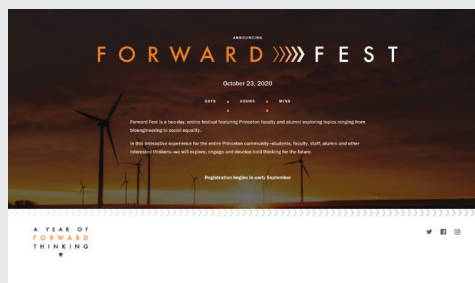 ANNOUNCING
FORWARD FEST
October 23, 2020
DAYS : HOURS : MINS
Forward Fest is a two-day, online festival featuring Princeton faculty and alumni exploring topics ranging from
bioengineering to social equality.
In this interactive experience for the entire Princeton community–students, faculty, staff, alumni and other
interested thinkers–we will explore, engage and develop bold thinking for the future.
Registration begins in early September
A YEAR OF
FORWARD
THINKING